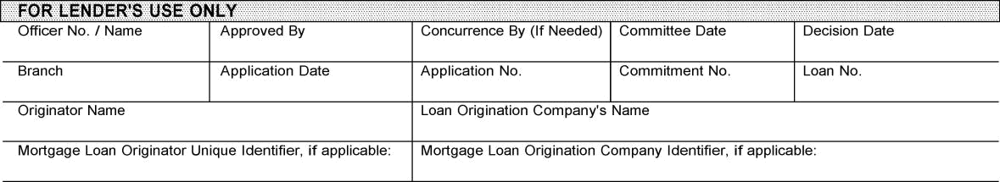 FOR LENDER'S USE ONLY
Officer No. / Name Approved By Concurrence By (If Needed) Committee Date Decision Date
Branch Application Date Application No. Commitment No. Loan No.
Originator Name Loan Origination Company's Name
Mortgage Loan Originator Unique Identifier, if applicable: Mortgage Loan Origination Company Identifier, if applicable: